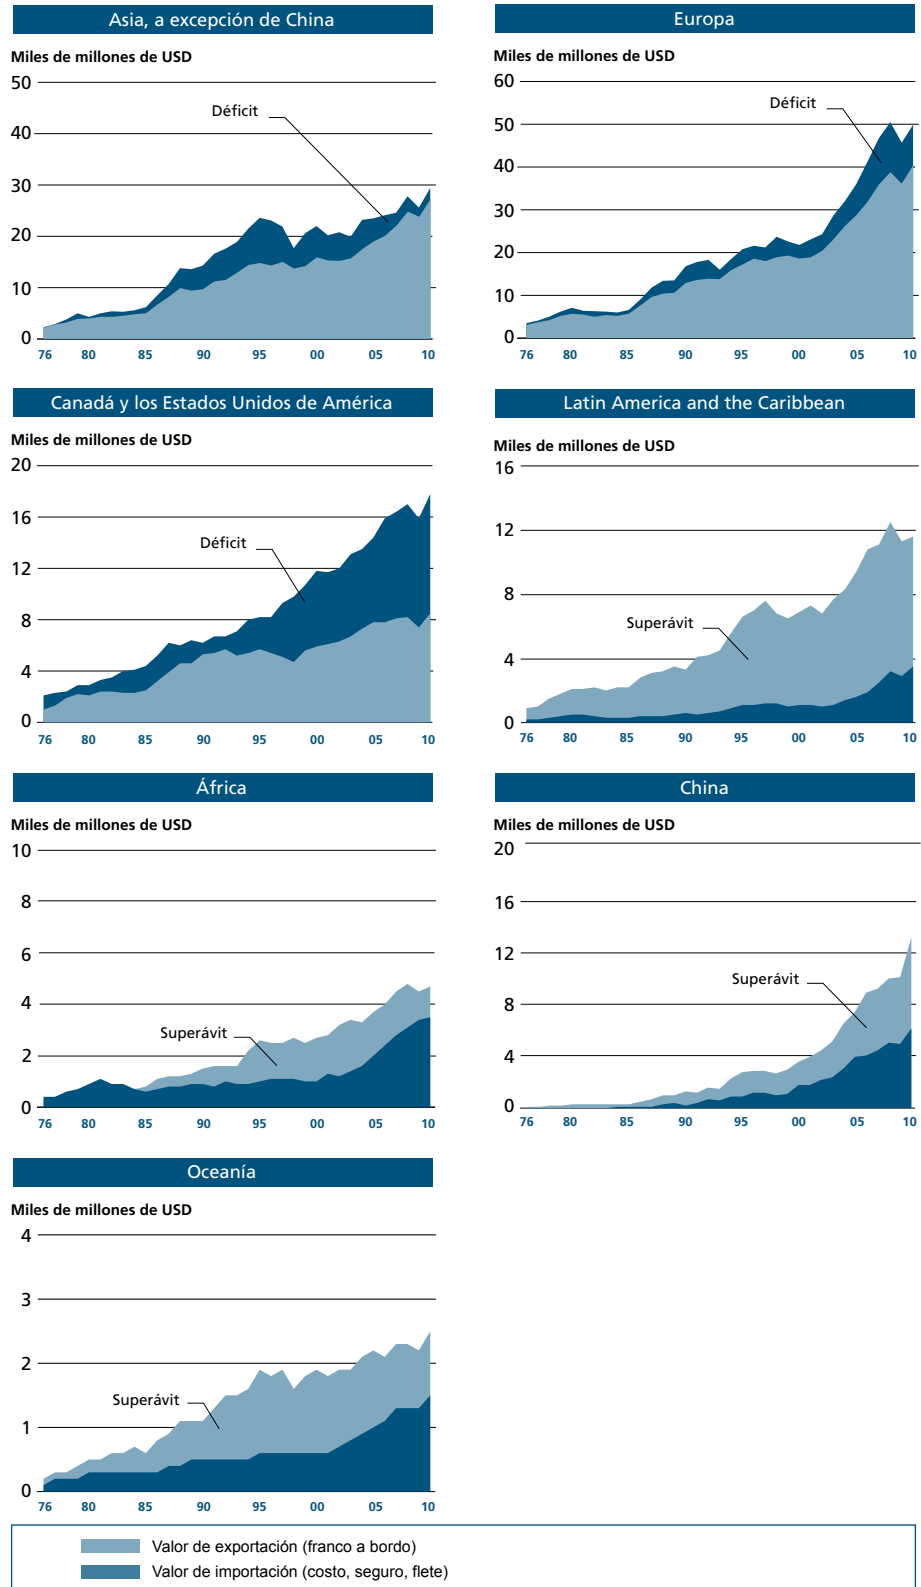 Asia, a excepción de China
Miles de millones de USD
50
40
30
20
10
0
Déficit
76 80 85 90 95 00 05 10
Europa
Miles de millones de USD
60
50
40
30
20
10
0
Déficit
76 80 85 90 95 00 05 10
Canadá y los Estados Unidos de América
Miles de millones de USD
20
16
12
8
4
0
Déficit
76 80 85 90 95 00 05 10
Latin America and the Caribbean
Miles de millones de USD
16
12
8
4
0
Superávit
76 80 85 90 95 00 05 10
África
Miles de millones de USD
10
8
6
4
2
0
Superávit
76 80 85 90 95 00 05 10
China
Miles de millones de USD
20
16
12
8
4
0
Superávit
76 80 85 90 95 00 05 10
Oceanía
Miles de millones de USD
4
3
2
1
0
Superávit
76 80 85 90 95 00 05 10
Valor de exportación (franco a bordo)
Valor de importación (costo, seguro, flete)